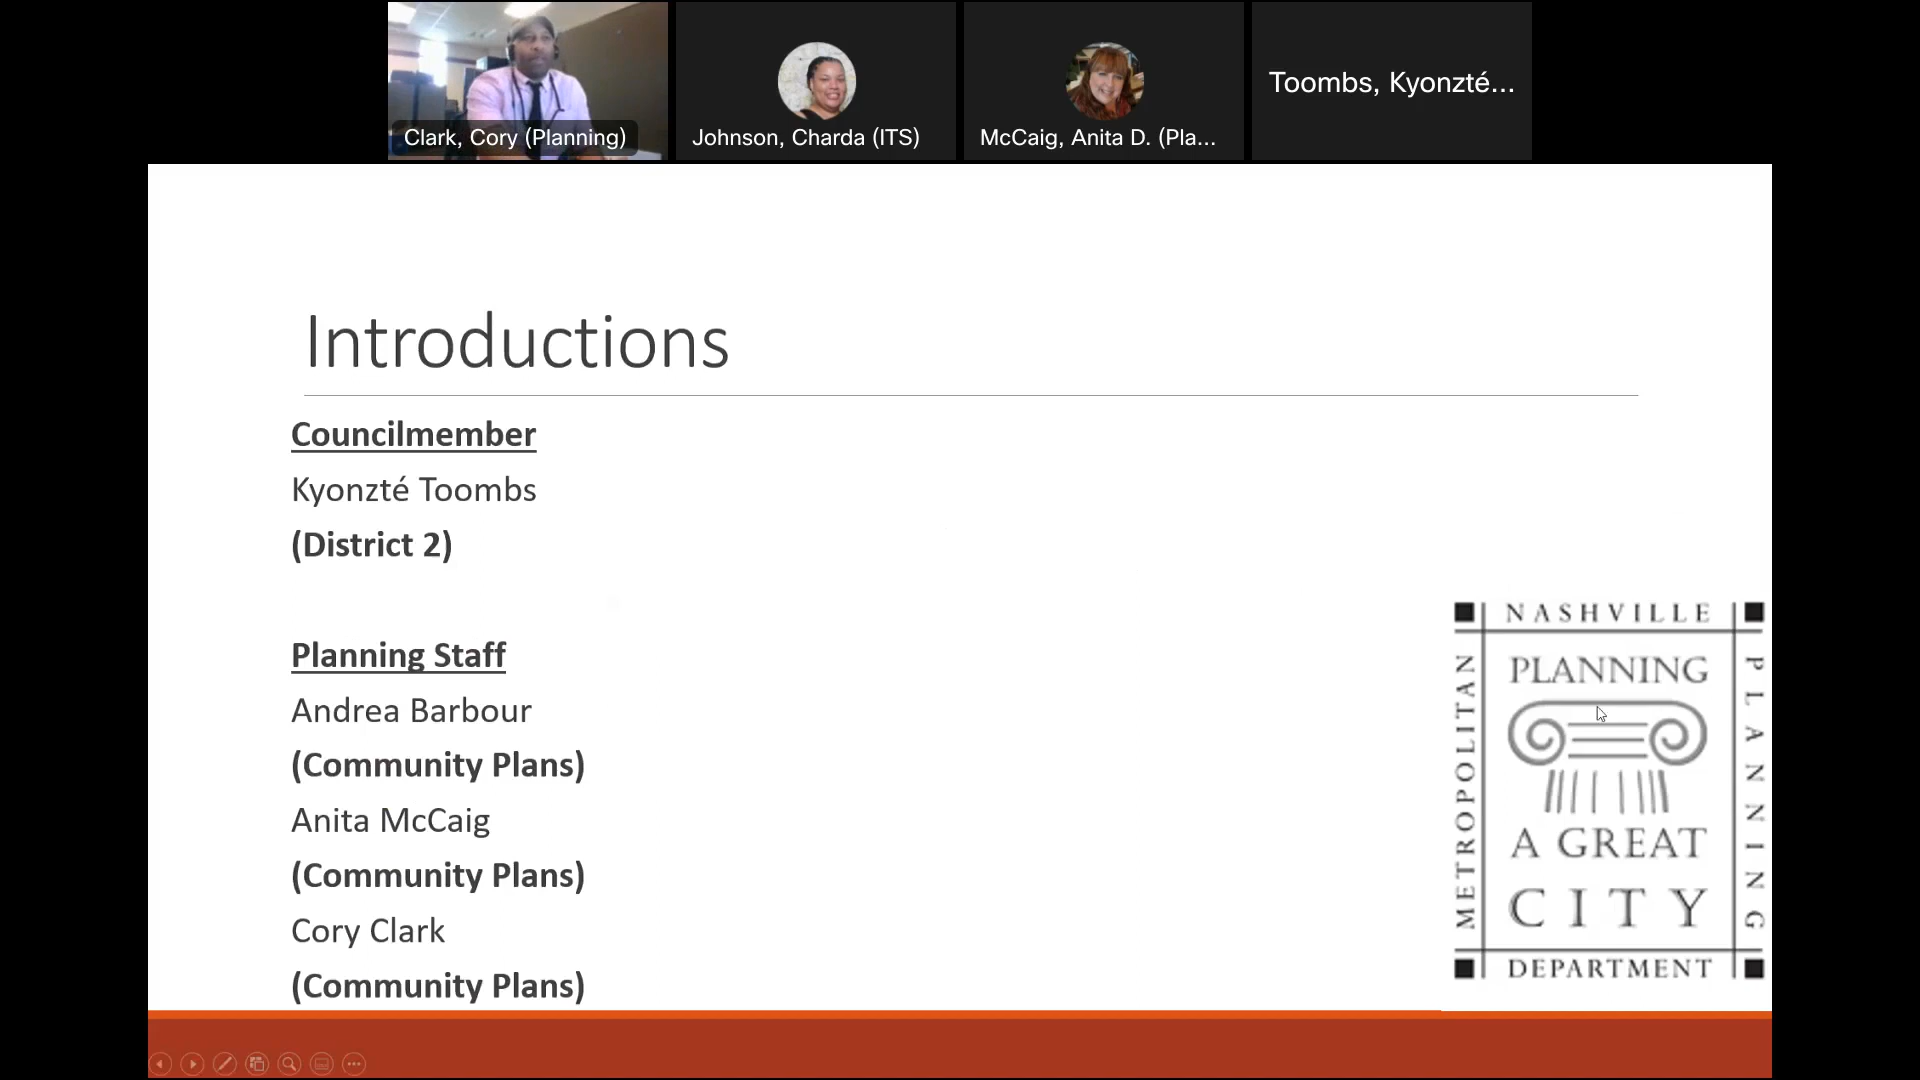 Clark, Cory (Planning)
Johnson, Charda (ITS)
McCaig, Anita D. (Pla...
Toombs, Kyonzté...
Introductions
Councilmember
Kyonzté Toombs
(District 2)
Planning Staff
Andrea Barbour
(Community Plans)
Anita McCaig
(Community Plans)
Cory Clark
(Community Plans)
NASHVILLE
METROPOLITAN
PLANNING
A GREAT
CITY
PLANNING
DEPARTMENT